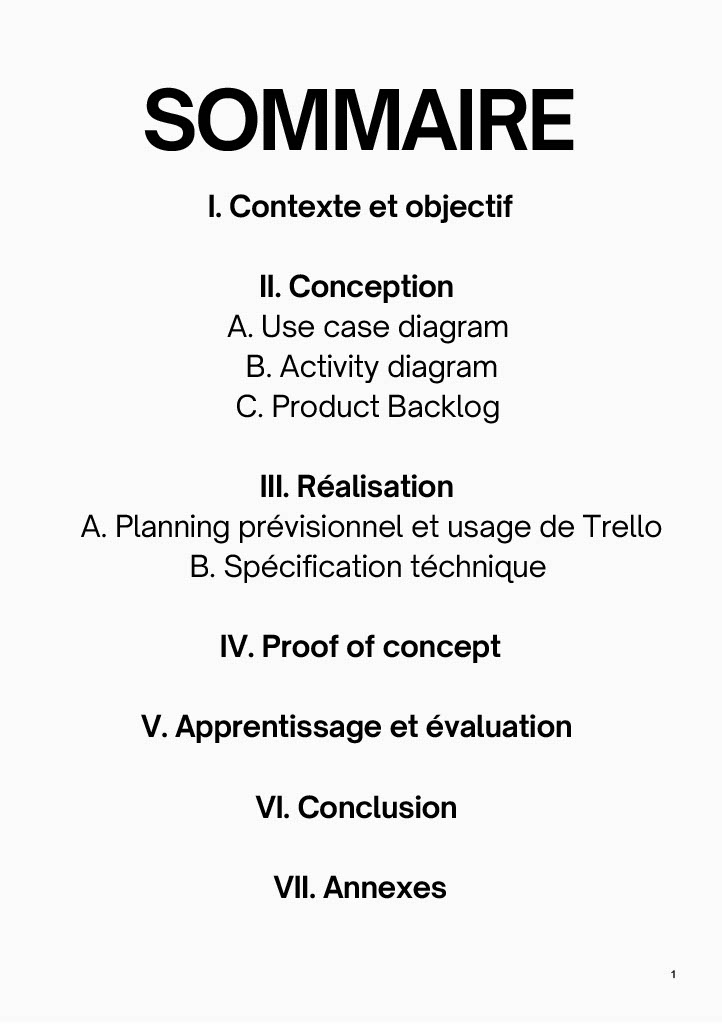 SOMMAIRE
I. Contexte et objectif
II. Conception
A. Use case diagram
B. Activity diagram
C. Product Backlog
III. Réalisation
A. Planning prévisionnel et usage de Trello
B. Spécification téchnique
IV. Proof of concept
V. Apprentissage et évaluation
VI. Conclusion
VII. Annexes
1